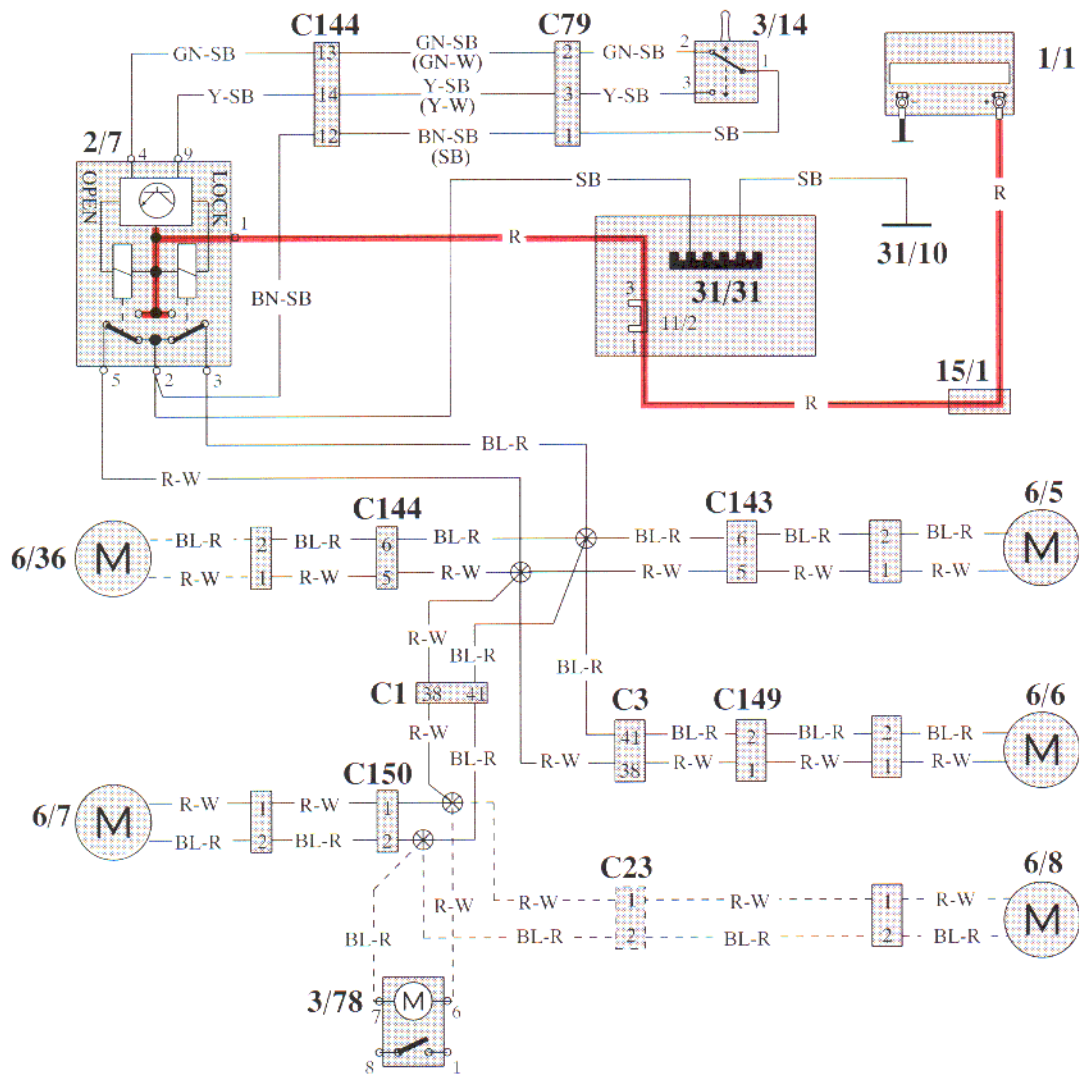 C144 C79 3/14
GN-SB 13 GN-SB 2 GN-SB 2 1/1
(GN-W) 1
Y-SB 14 Y-SB 3 Y-SB 3
(Y-W)
12 BN-SB 1 SB
(SB)
2/7
4 9 - +
OPEN LOCK
SB SB R
1 R 31/10
BN-SB 31/31
3
11/2
1
15/1
5 2 3 R
BL-R
R-W
C144 C143 6/5
6/36 M BL-R 2 BL-R 6 BL-R BL-R 6 BL-R 2 BL-R M
R-W 1 R-W 5 R-W R-W 5 R-W 1 R-W
R-W
BL-R BL-R
C1 38 41 C3 C149 6/6
R-W 41 BL-R 2 BL-R 2 BL-R M
BL-R R-W 38 R-W 1 R-W 1 R-W
C150
6/7 M R-W 1 R-W 1
BL-R 2 BL-R 2
C23 6/8
R-W R-W 1 R-W 1 R-W M
BL-R BL-R 2 BL-R 2 BL-R
3/78 M
7 6
8 1